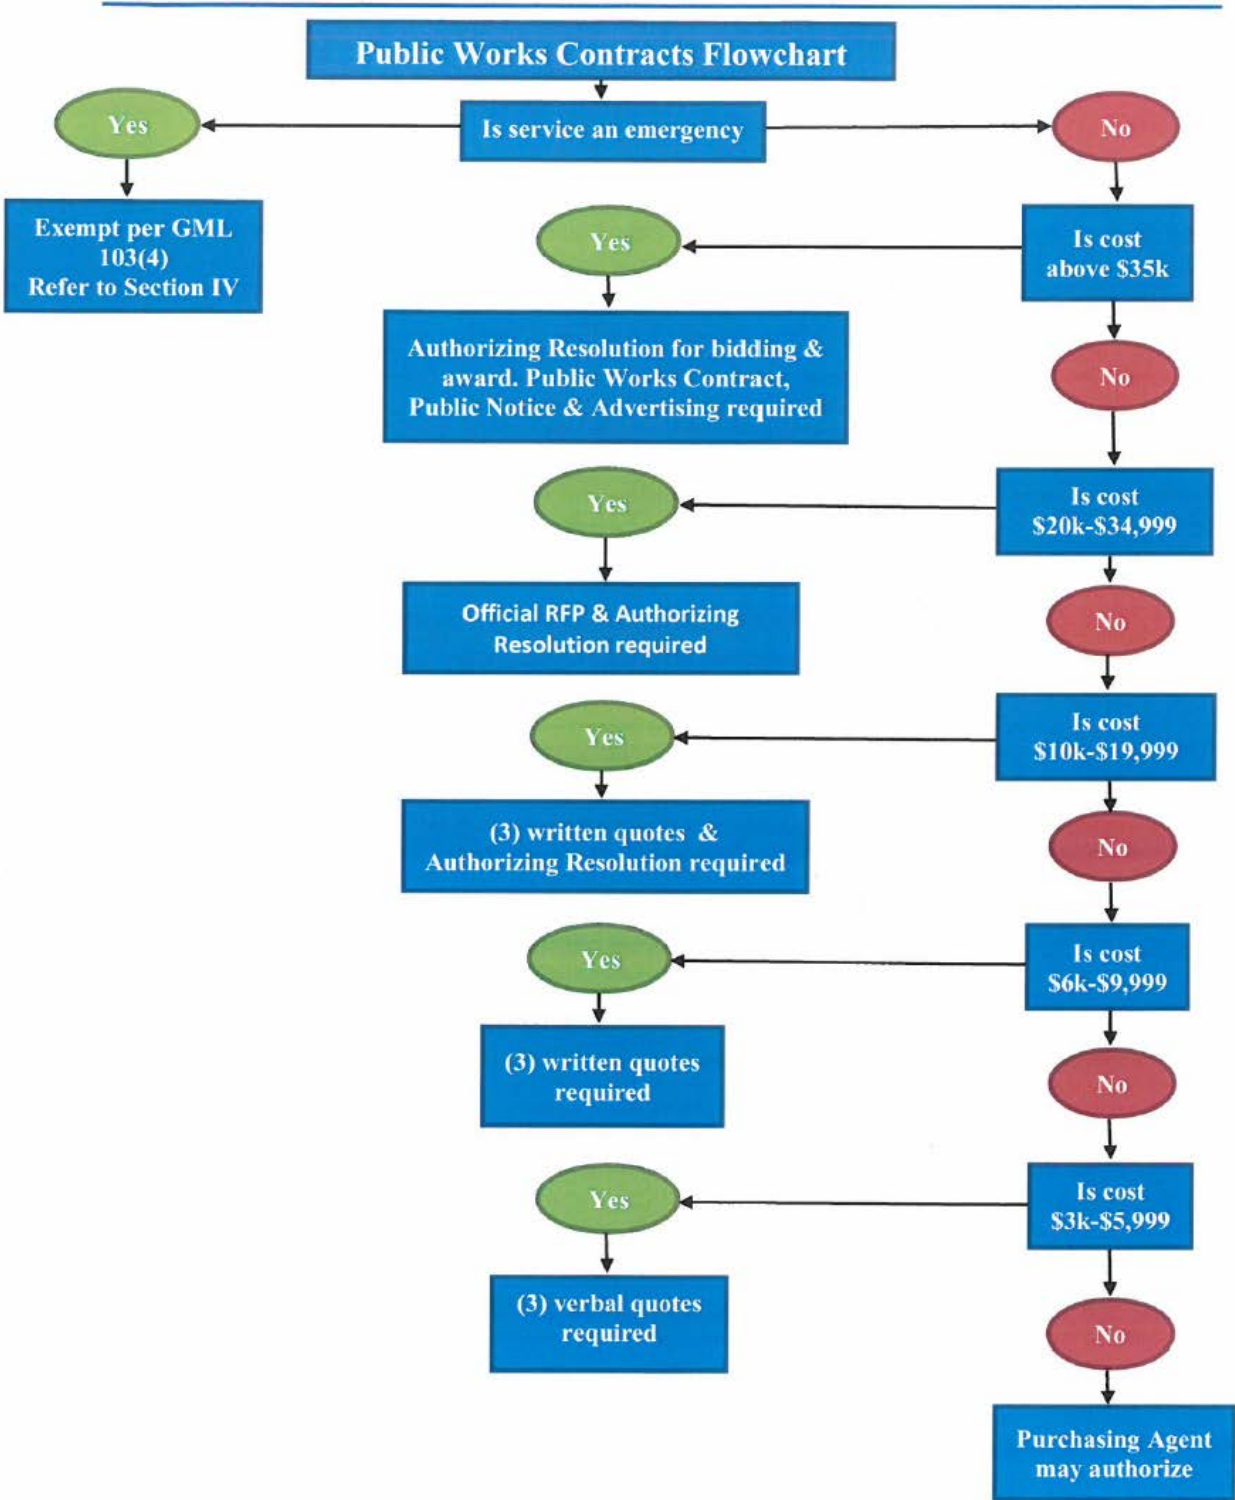 Public Works Contracts Flowchart
Yes
Is service an emergency
No
Exempt per GML
103(4)
Refer to Section IV
Yes
Is cost
above $35k
Authorizing Resolution for bidding &
award. Public Works Contract,
Public Notice & Advertising required
No
Yes
Is cost
$20k-$34,999
Official RFP & Authorizing
Resolution required
No
Yes
Is cost
$10k-$19,999
(3) written quotes &
Authorizing Resolution required
No
Yes
Is cost
$6k-$9,999
(3) written quotes
required
No
Yes
Is cost
$3k-$5,999
(3) verbal quotes
required
No
Purchasing Agent
may authorize